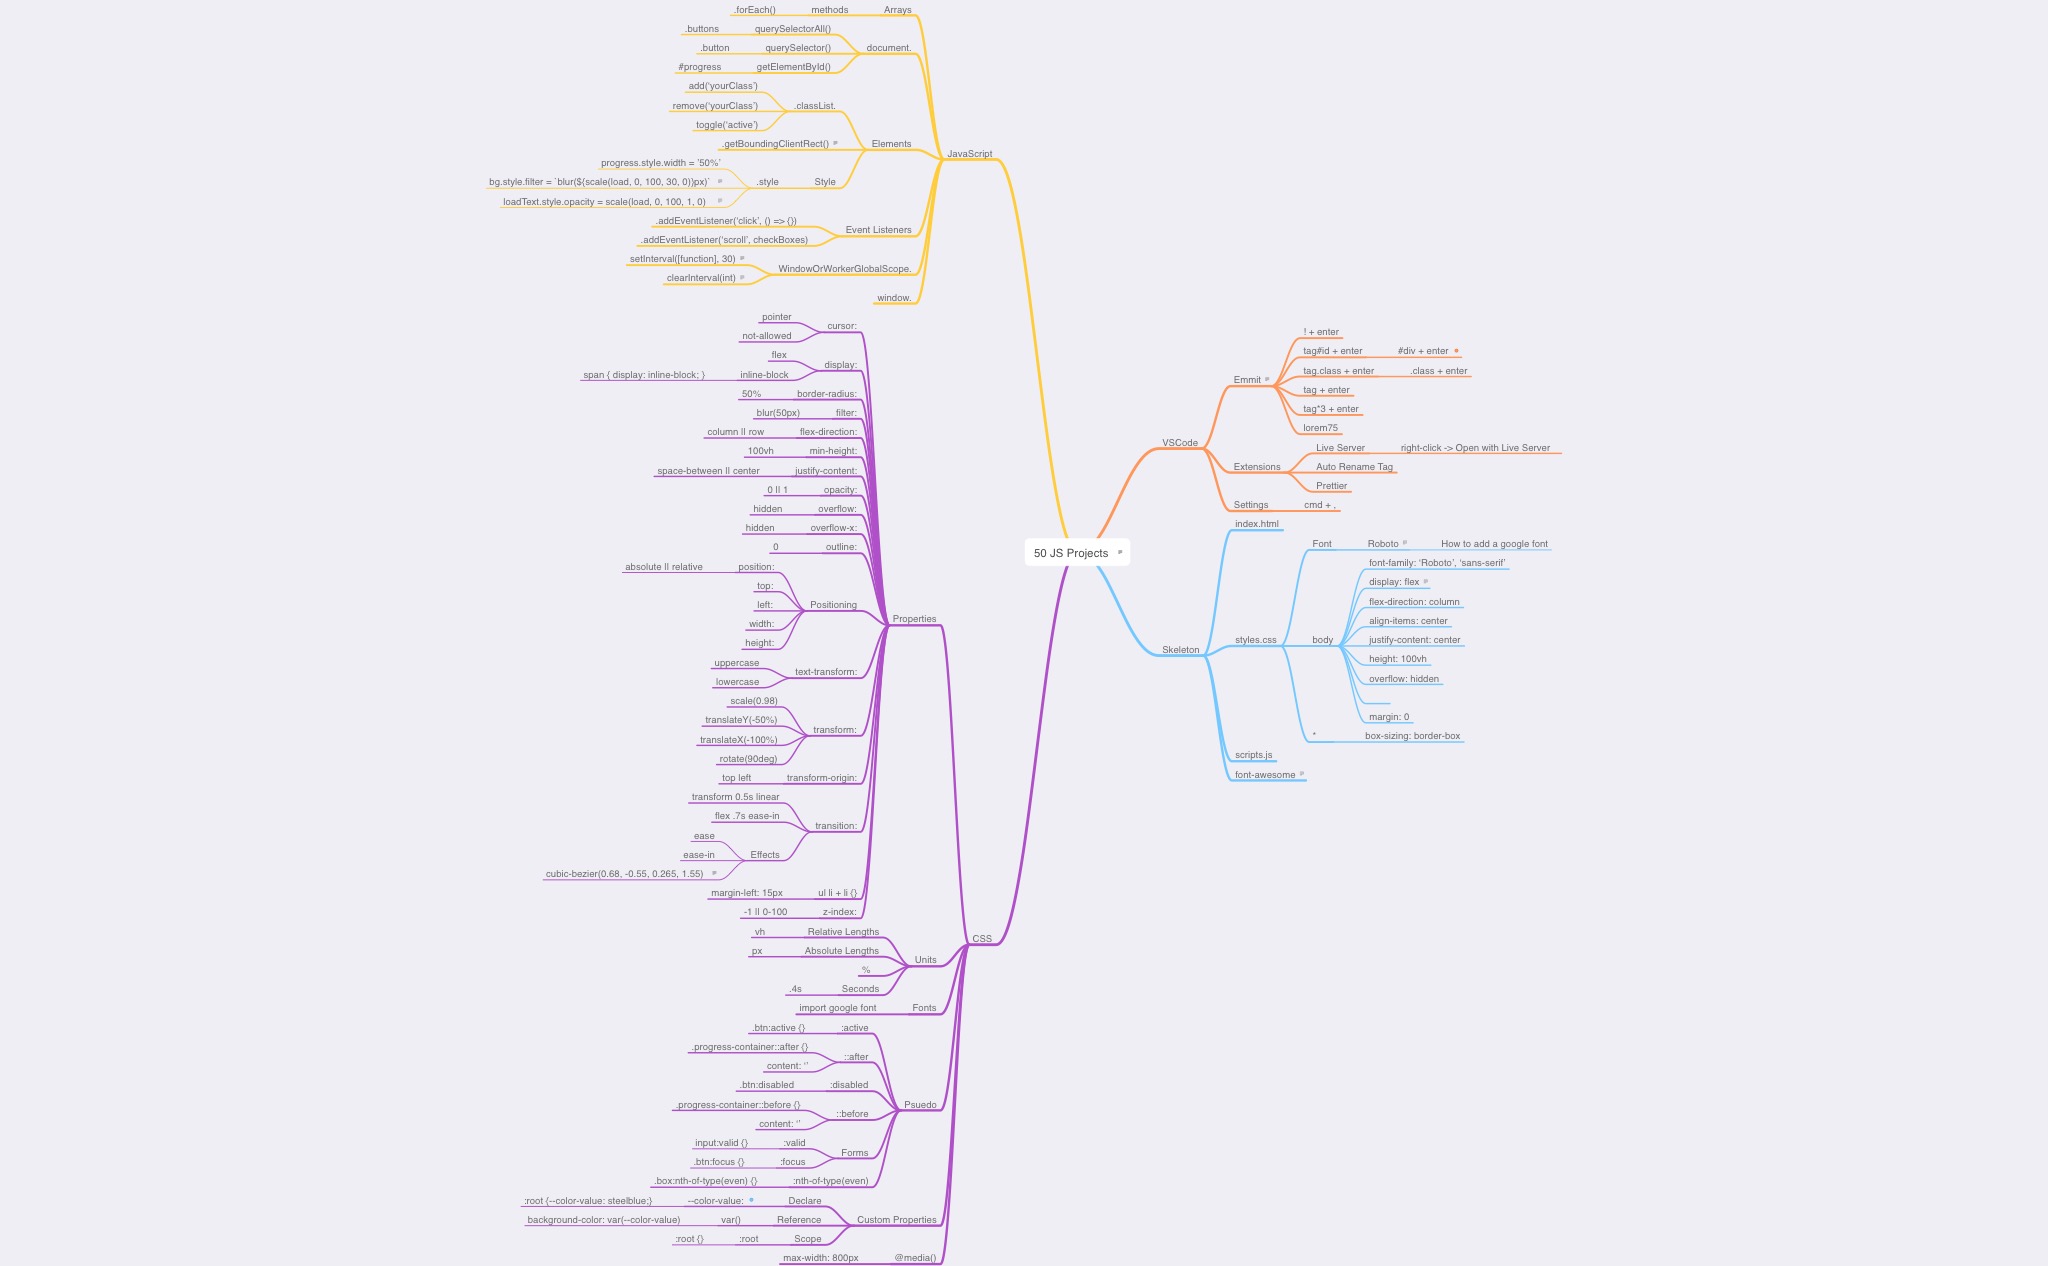 50 JS Projects
JavaScript
Arrays
methods
.forEach()
document.
querySelectorAll()
.buttons
querySelector()
.button
getElementById()
#progress
Elements
.classList.
add('yourClass')
remove('yourClass')
toggle('active')
.getBoundingClientRect()
Style
.style
progress.style.width = '50%'
bg.style.filter = `blur(${scale(load, 0, 100, 30, 0)}px)`
loadText.style.opacity = scale(load, 0, 100, 1, 0)
Event Listeners
.addEventListener('click', () => {})
.addEventListener('scroll', checkBoxes)
WindowOrWorkerGlobalScope.
setInterval([function], 30)
clearInterval(int)
window.
CSS
Properties
cursor:
pointer
not-allowed
display:
flex
inline-block
span { display: inline-block; }
border-radius:
50%
filter:
blur(50px)
flex-direction:
column || row
min-height:
100vh
justify-content:
space-between || center
opacity:
0 || 1
overflow:
hidden
overflow-x:
hidden
outline:
0
Positioning
position:
absolute || relative
top:
left:
width:
height:
text-transform:
uppercase
lowercase
transform:
scale(0.98)
translateY(-50%)
translateX(-100%)
rotate(90deg)
transform-origin:
top left
transition:
transform 0.5s linear
flex .7s ease-in
Effects
ease
ease-in
cubic-bezier(0.68, -0.55, 0.265, 1.55)
ul li + li {}
margin-left: 15px
z-index:
-1 || 0-100
Units
Relative Lengths
vh
Absolute Lengths
px
%
Seconds
.4s
Fonts
import google font
Psuedo
:active
.btn:active {}
::after
.progress-container::after {}
content: ''
:disabled
.btn:disabled
::before
.progress-container::before {}
content: ''
Forms
:valid
input:valid {}
:focus
.btn:focus {}
:nth-of-type(even)
.box:nth-of-type(even) {}
Custom Properties
Declare
--color-value:
:root {--color-value: steelblue;}
Reference
var()
background-color: var(--color-value)
Scope
:root
:root {}
@media()
max-width: 800px
VSCode
Emmit
! + enter
tag#id + enter
#div + enter
tag.class + enter
.class + enter
tag + enter
tag*3 + enter
lorem75
Extensions
Live Server
right-click -> Open with Live Server
Auto Rename Tag
Prettier
Settings
cmd + ,
Skeleton
index.html
styles.css
Font
Roboto
How to add a google font
body
font-family: 'Roboto', 'sans-serif'
display: flex
flex-direction: column
align-items: center
justify-content: center
height: 100vh
overflow: hidden
margin: 0
*
box-sizing: border-box
scripts.js
font-awesome